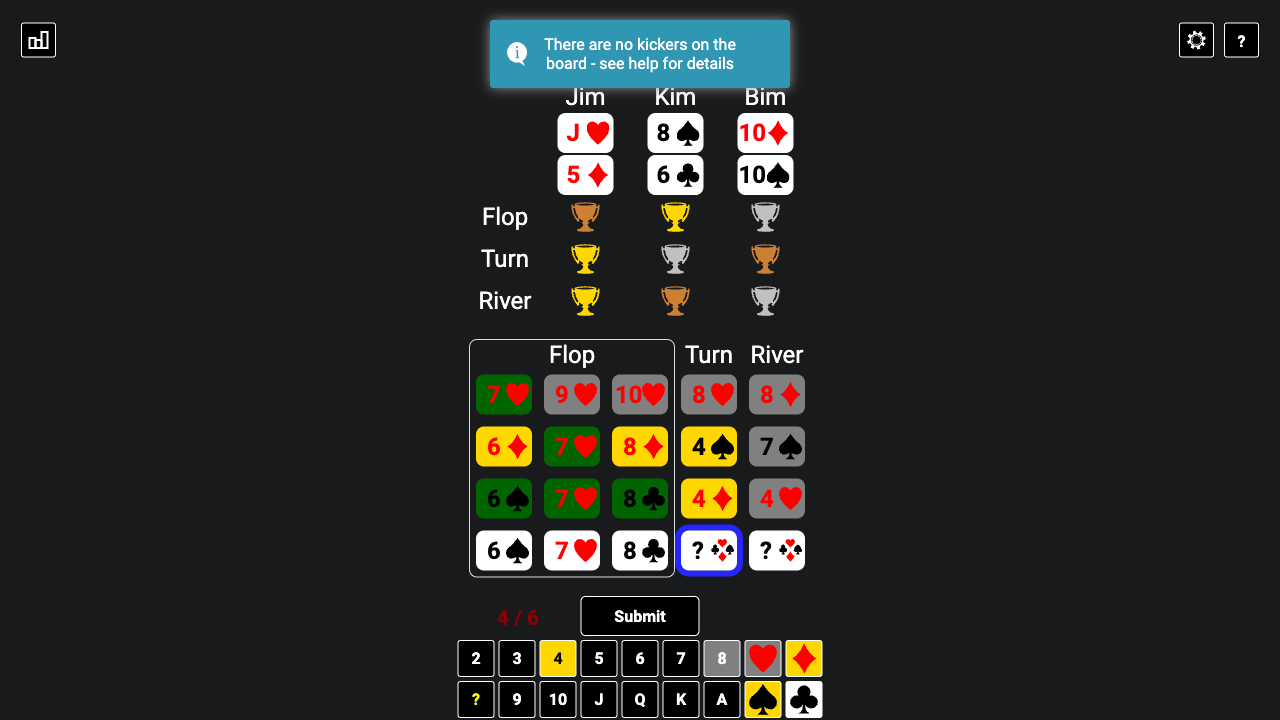 There are no kickers on the
board - see help for details
?
Jim Kim Bim
J 8 10
5 6 10
Flop
Turn
River
Flop Turn River
7 9 10 8 8
6 7 8 4 7
6 7 8 4 4
6 7 8 ? ?
4 / 6 Submit
2 3 4 5 6 7 8
? 9 10 J Q K A